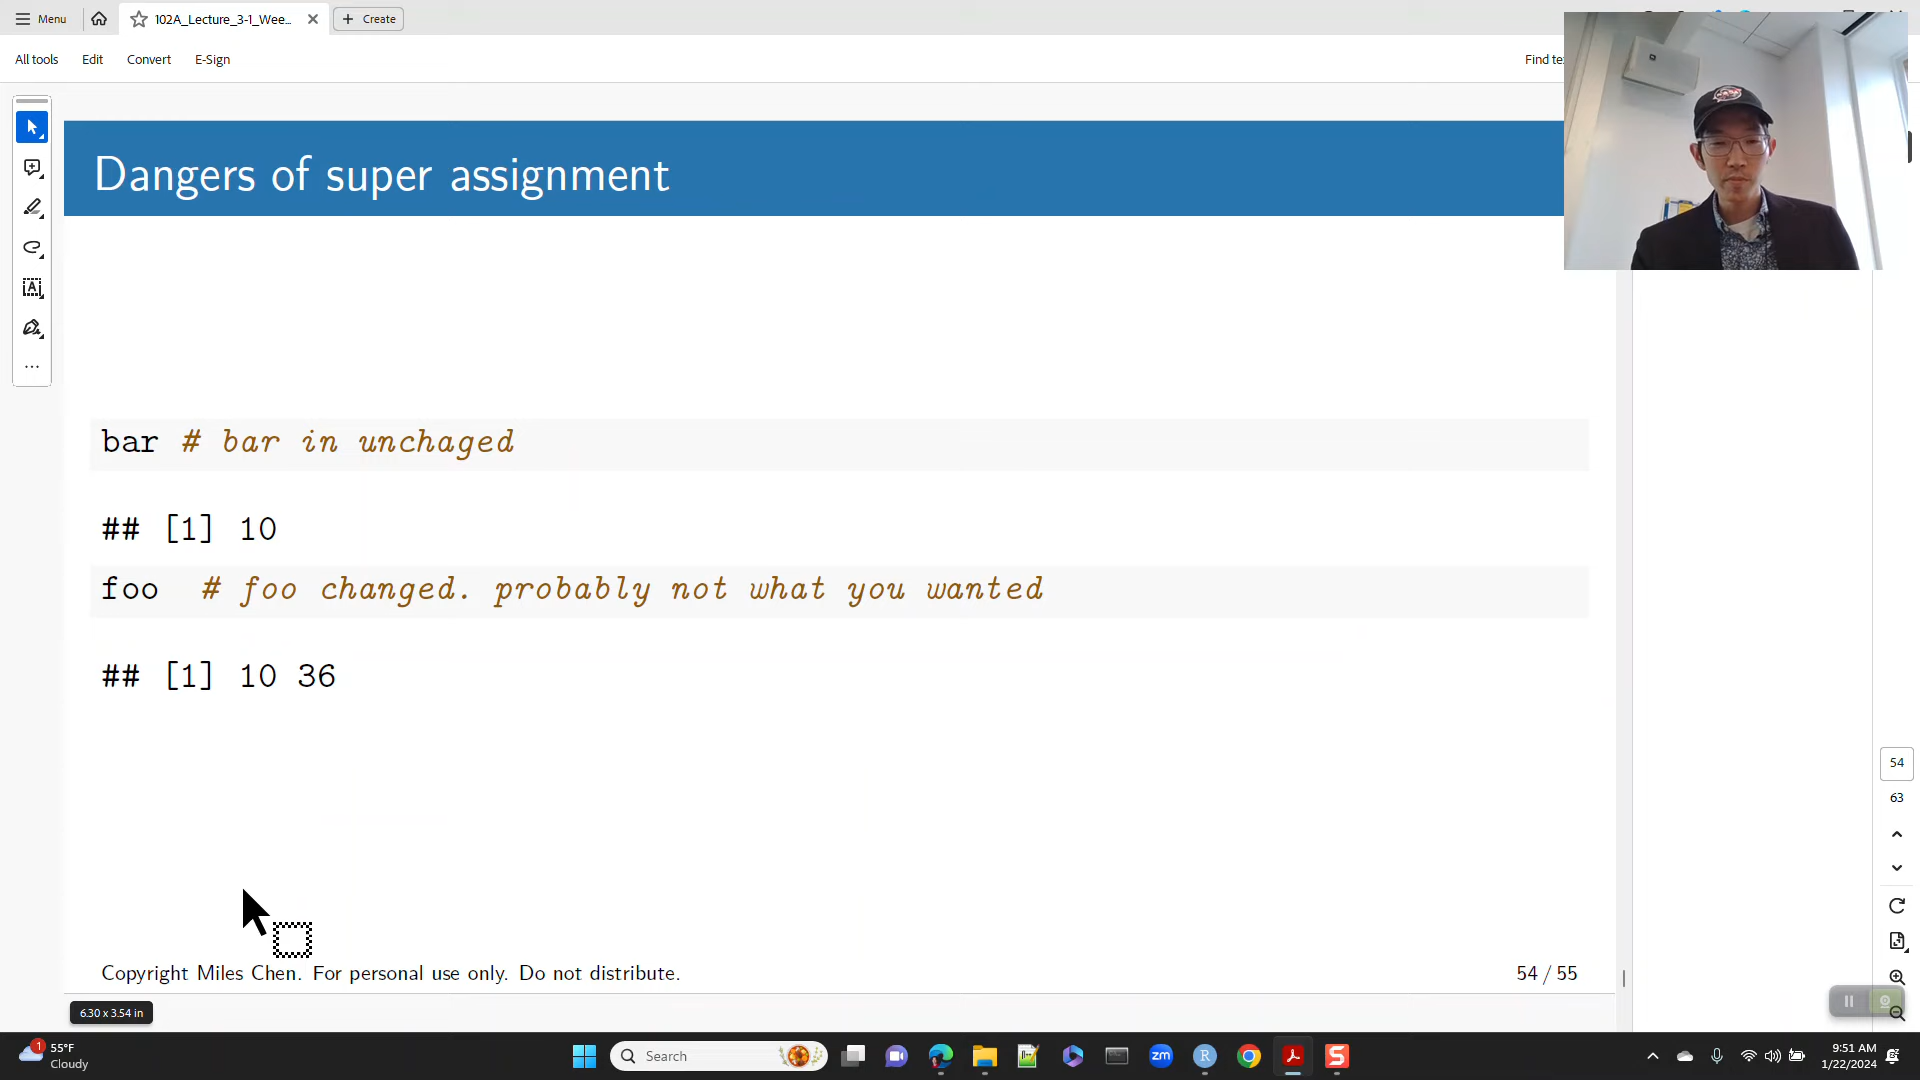 Menu
102A_Lecture_3-1_Wee...
Create
All tools
Edit
Convert
E-Sign
Find te
Dangers of super assignment
bar # bar in unchaged
## [1] 10
foo # foo changed. probably not what you wanted
## [1] 10 36
54
63
Copyright Miles Chen. For personal use only. Do not distribute.
54 / 55
6.30 x 3.54 in
1
55°F
Cloudy
Search
zm
R
S
9:51 AM
1/22/2024